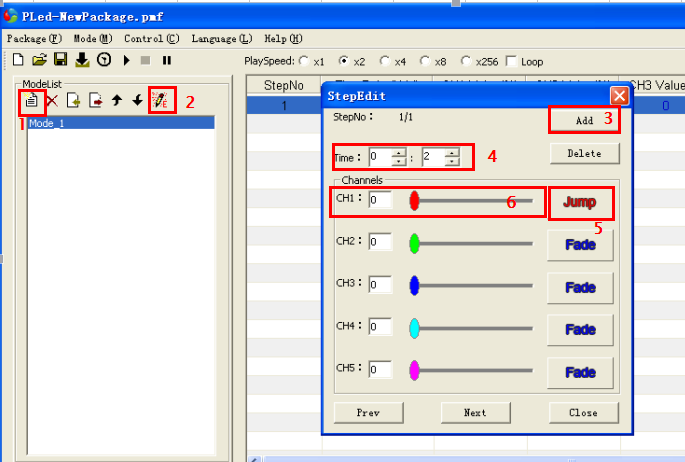 PLed-NewPackage.pmf
Package(F) Mode(M) Control(C) Language(L) Help(H)
PlaySpeed: x1 x2 x4 x8 x256 Loop
ModeList
1
2
Mode_1
StepNo
CH3 Value
1
0
StepEdit
StepNo: 1/1
Add
3
Time: 0 : 2
4
Delete
Channels
CH1: 0
6
Jump
5
CH2: 0
Fade
CH3: 0
Fade
CH4: 0
Fade
CH5: 0
Fade
Prev Next Close